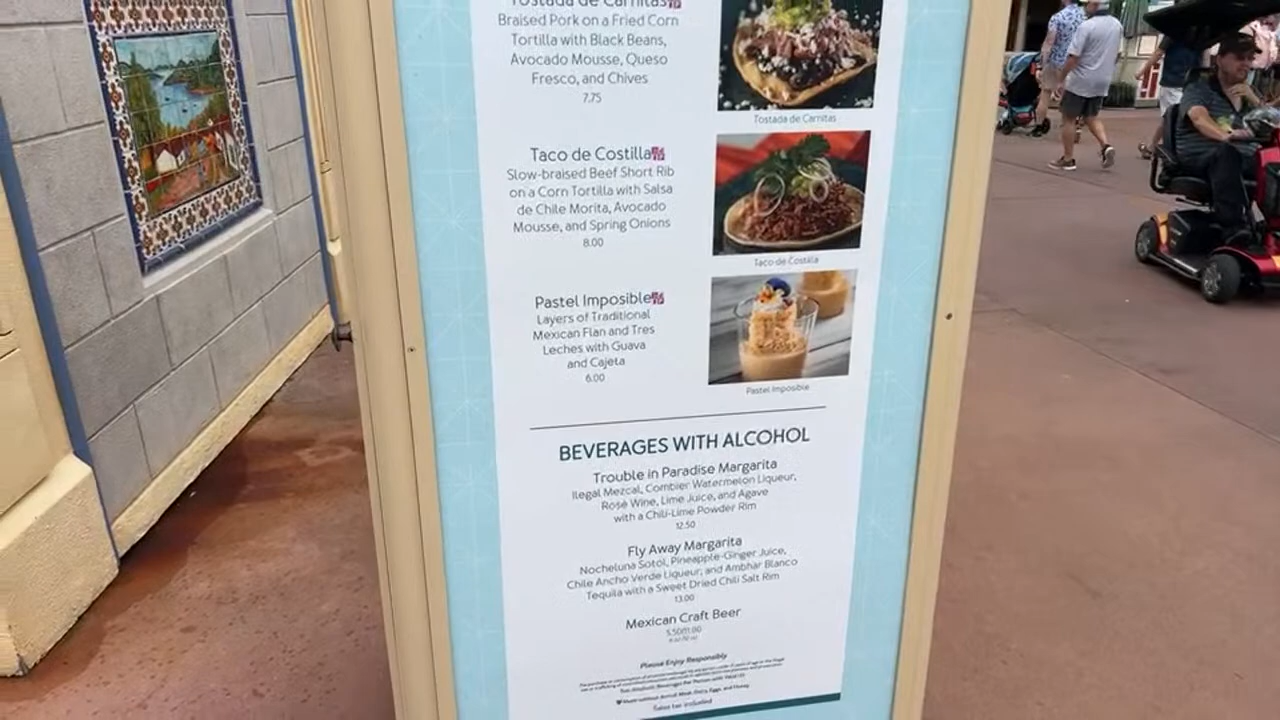 Tostada de Carnitas
Braised Pork on a Fried Corn
Tortilla with Black Beans,
Avocado Mousse, Queso
Fresco, and Chives
7.75
Tostada de Carnitas
Taco de Costilla
Slow-braised Beef Short Rib
on a Corn Tortilla with Salsa
de Chile Morita, Avocado
Mousse, and Spring Onions
8.00
Taco de Costilla
Pastel Imposible
Layers of Traditional
Mexican Flan and Tres
Leches with Guava
and Cajeta
6.00
Pastel Imposible
BEVERAGES WITH ALCOHOL
Trouble in Paradise Margarita
Ilegal Mezcal, Combier Watermelon Liqueur,
Rosé Wine, Lime Juice, and Agave
with a Chili-Lime Powder Rim
12.50
Fly Away Margarita
Nocheluna Sotol, Pineapple-Ginger Juice,
Chile Ancho Verde Liqueur, and Ambhar Blanco
Tequila with a Sweet Dried Chili Salt Rim
13.00
Mexican Craft Beer
Please Enjoy Responsibly
Sales tax included